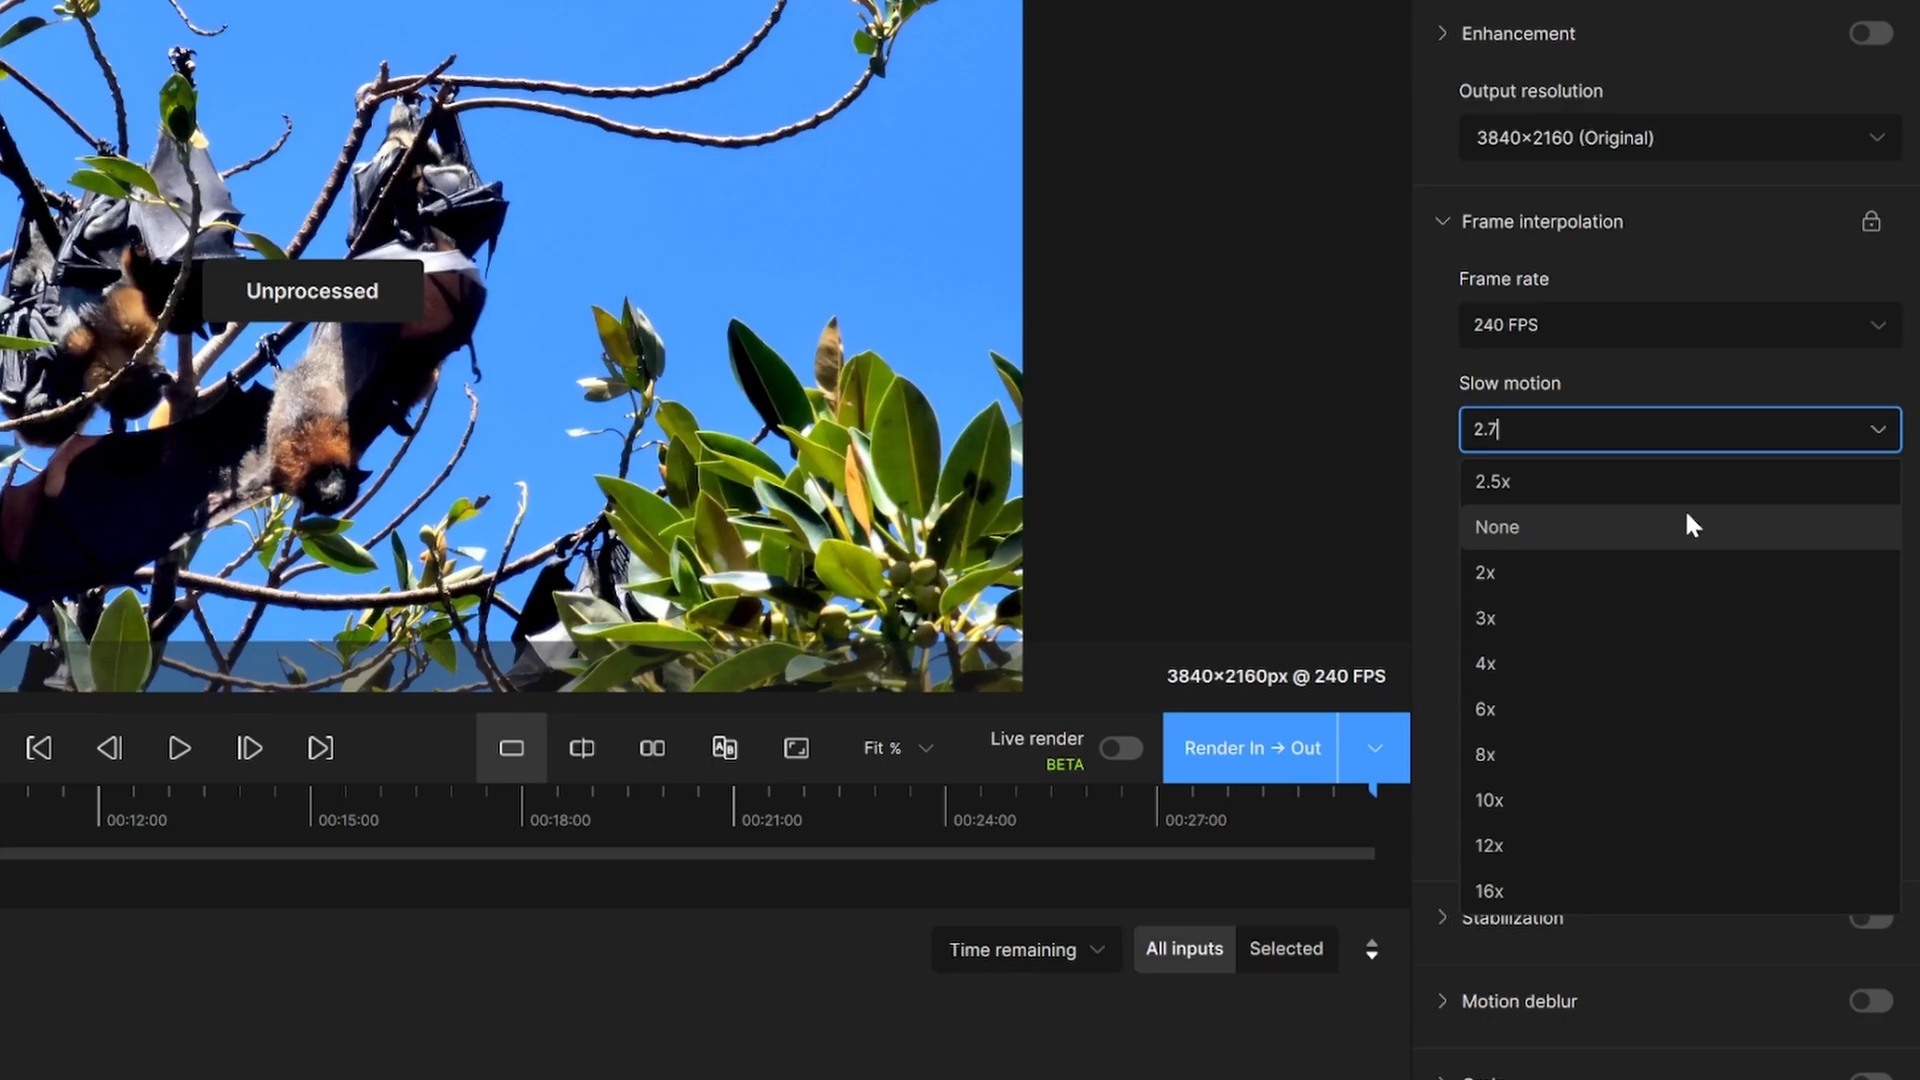 Enhancement
Output resolution
3840×2160 (Original)
Frame interpolation
Frame rate
240 FPS
Slow motion
2.7
2.5x
None
2x
3x
4x
6x
8x
10x
12x
16x
Stabilization
Motion deblur
Unprocessed
3840×2160px @ 240 FPS
Fit %
Live render
BETA
Render In → Out
00:12:00
00:15:00
00:18:00
00:21:00
00:24:00
00:27:00
Time remaining
All inputs
Selected